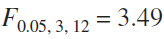 F0.05, 3, 12 = 3.49